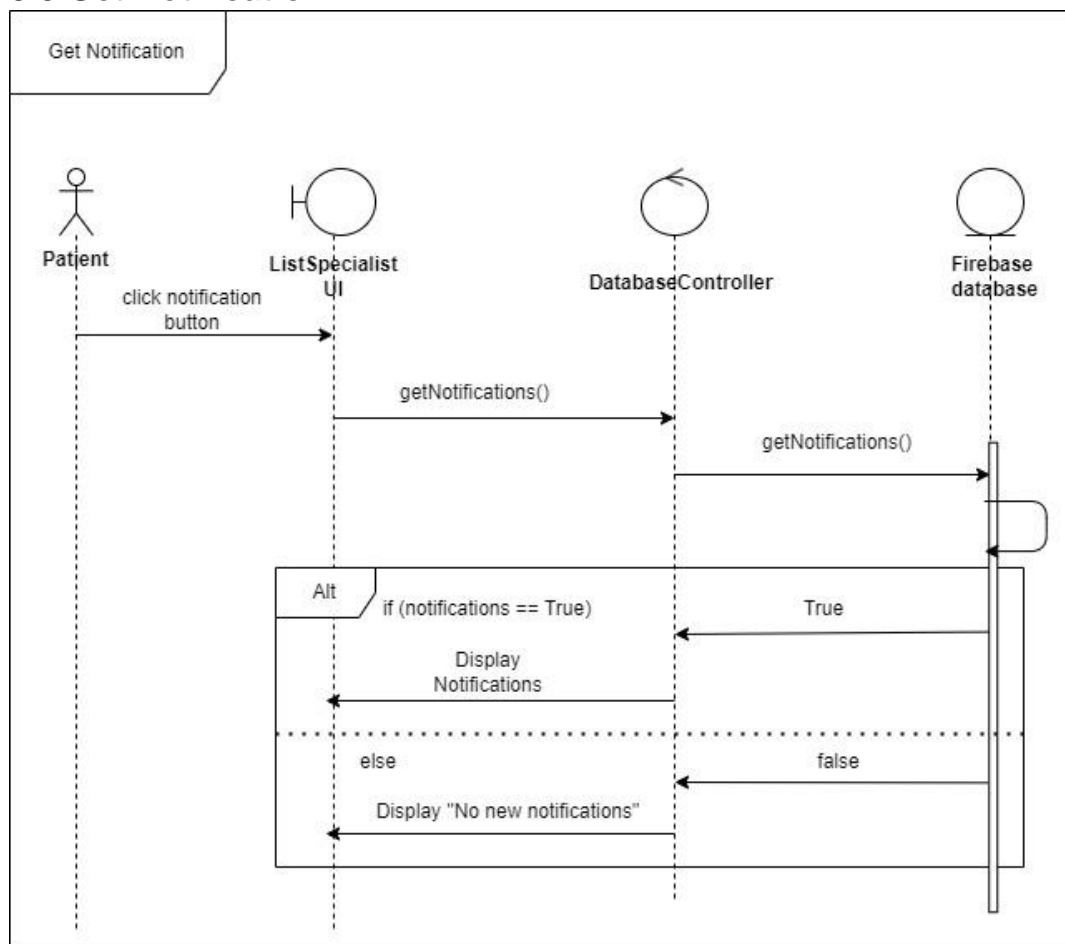 Get Notification
Patient
ListSpecialist
UI
DatabaseController
Firebase
database
click notification
button
getNotifications()
getNotifications()
Alt
if (notifications == True)
True
Display
Notifications
else
false
Display "No new notifications"